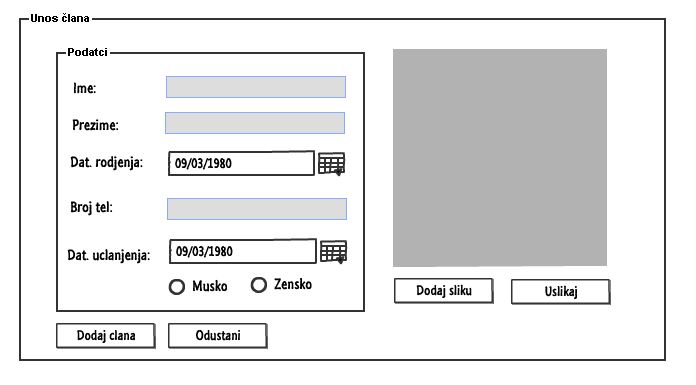 Unos člana
Podatci
Ime:
Prezime:
Dat. rodjenja: 09/03/1980
Broj tel:
Dat. uclanjenja: 09/03/1980
Musko Zensko
Dodaj sliku Uslikaj
Dodaj clana Odustani